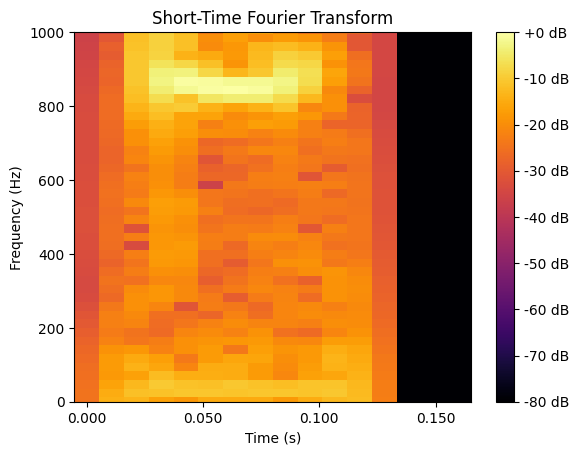 Short-Time Fourier Transform
1000
800
600
400
200
0
Frequency (Hz)
0.000
0.050
0.100
0.150
Time (s)
+0 dB
-10 dB
-20 dB
-30 dB
-40 dB
-50 dB
-60 dB
-70 dB
-80 dB